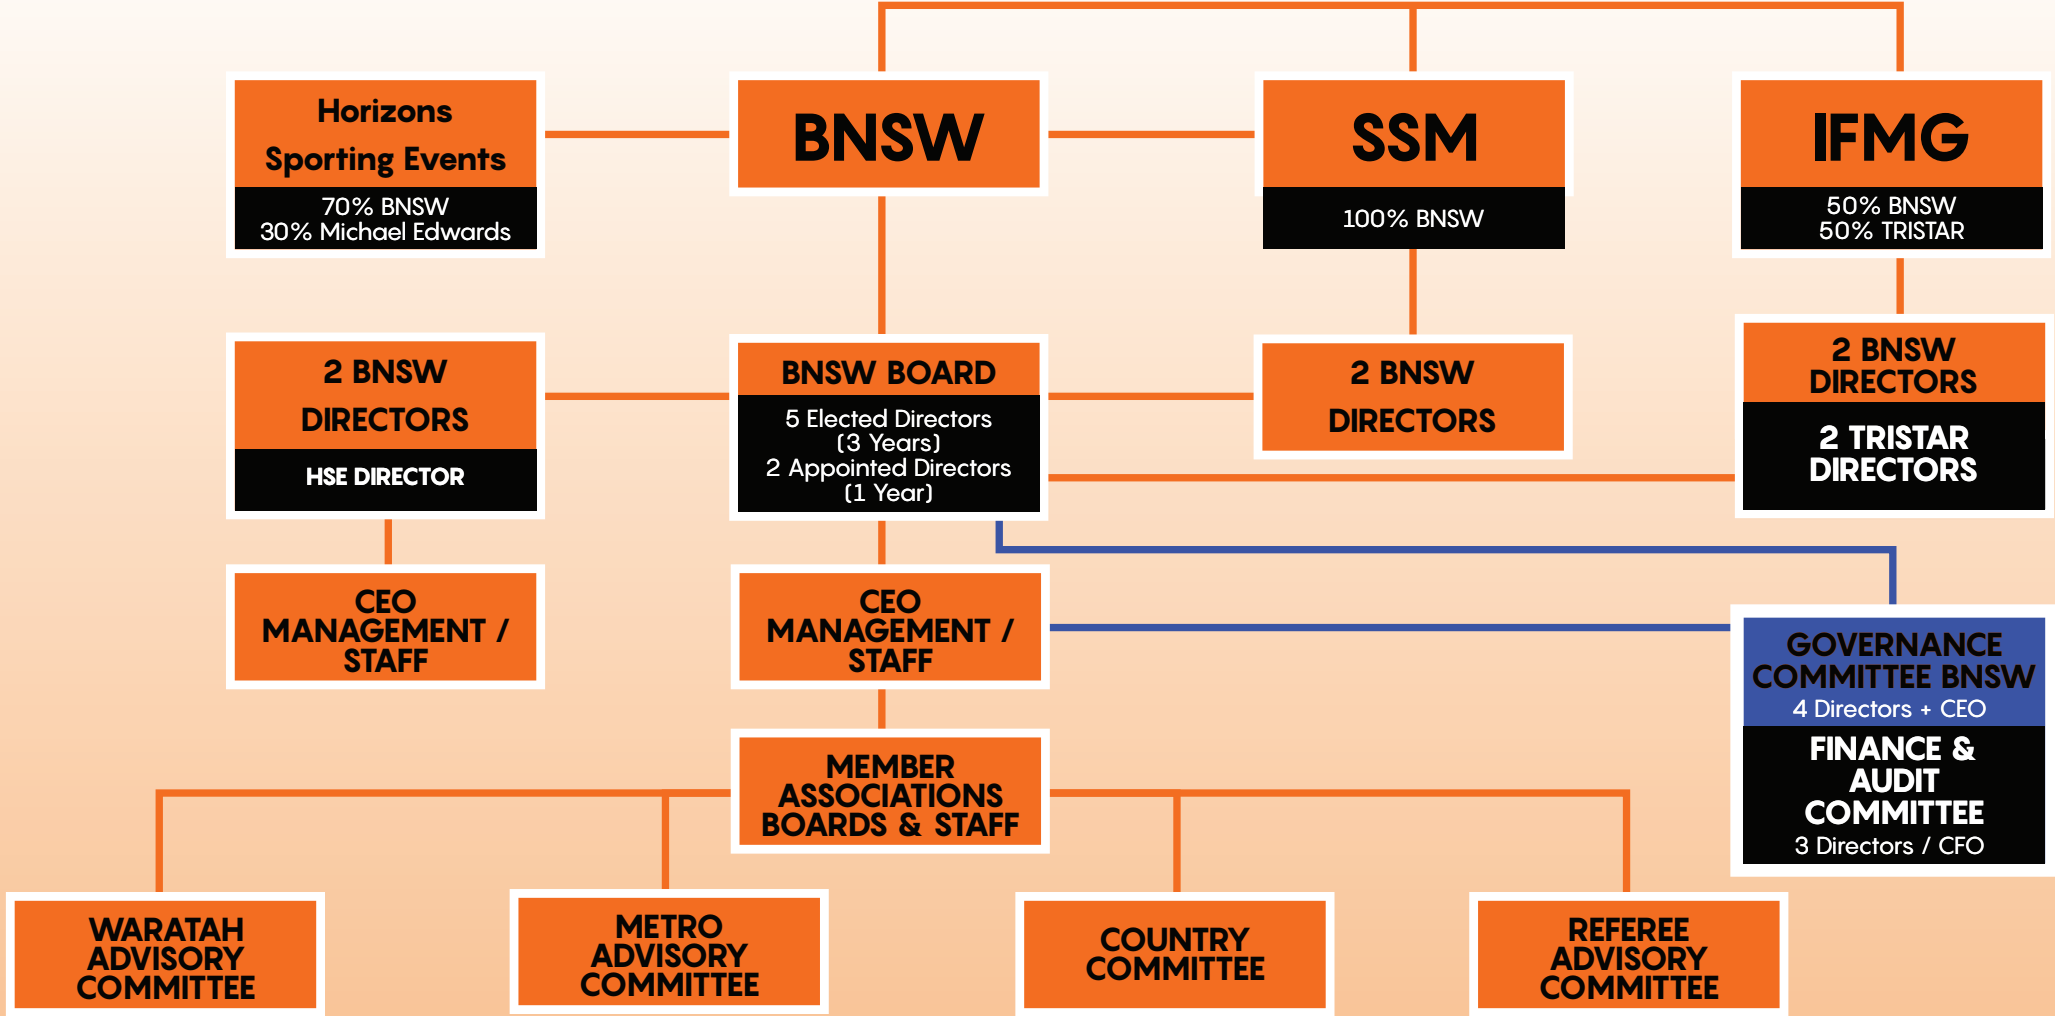 Horizons
Sporting Events
70% BNSW
30% Michael Edwards
BNSW
SSM
100% BNSW
IFMG
50% BNSW
50% TRISTAR
2 BNSW
DIRECTORS
HSE DIRECTOR
BNSW BOARD
5 Elected Directors
(3 Years)
2 Appointed Directors
(1 Year)
2 BNSW
DIRECTORS
2 BNSW
DIRECTORS
2 TRISTAR
DIRECTORS
CEO
MANAGEMENT /
STAFF
CEO
MANAGEMENT /
STAFF
GOVERNANCE
COMMITTEE BNSW
4 Directors + CEO
FINANCE &
AUDIT
COMMITTEE
3 Directors / CFO
MEMBER
ASSOCIATIONS
BOARDS & STAFF
WARATAH
ADVISORY
COMMITTEE
METRO
ADVISORY
COMMITTEE
COUNTRY
COMMITTEE
REFEREE
ADVISORY
COMMITTEE